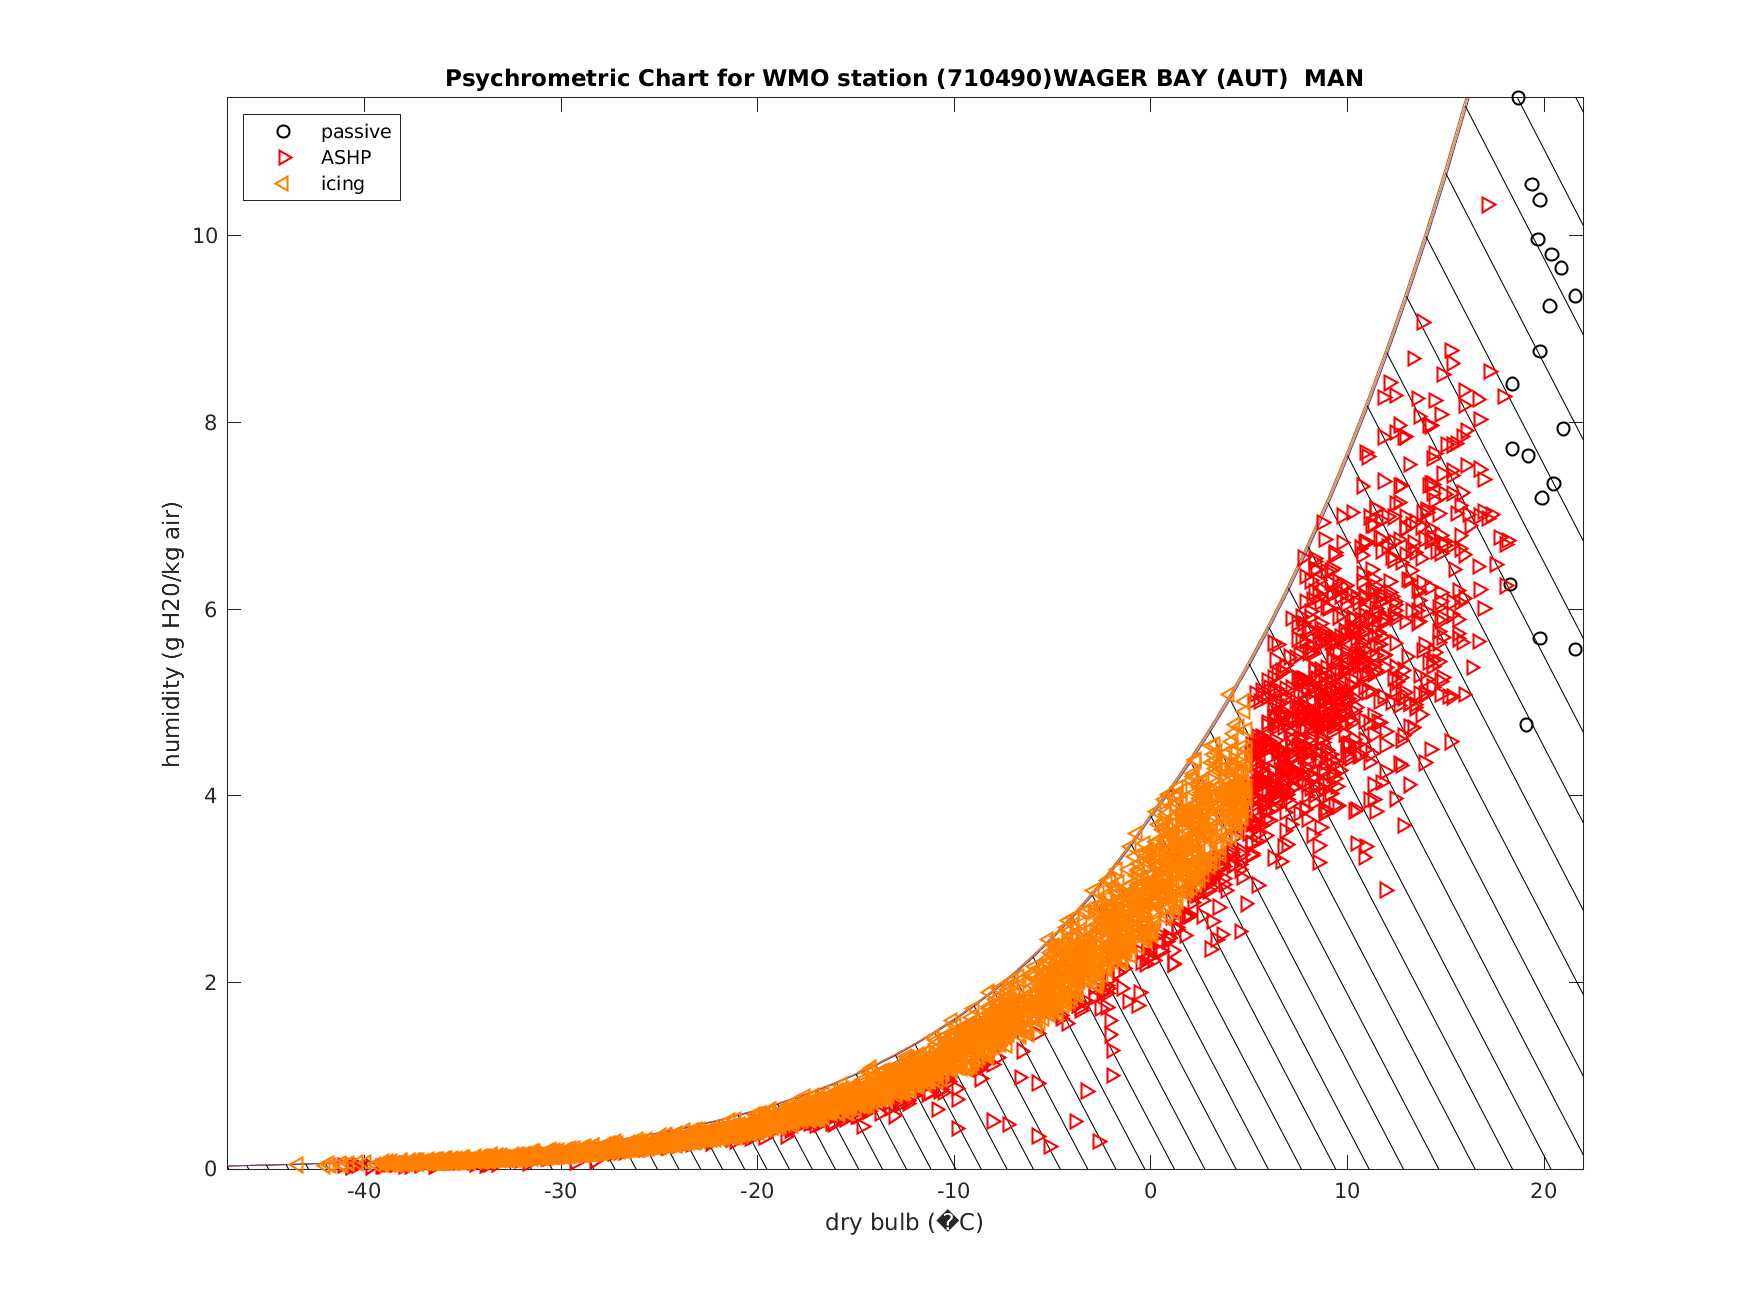 Psychrometric Chart for WMO station (710490)WAGER BAY (AUT)  MAN
passive
ASHP
icing
humidity (g H20/kg air)
10
8
6
4
2
0
-40 -30 -20 -10 0 10 20
dry bulb (�C)